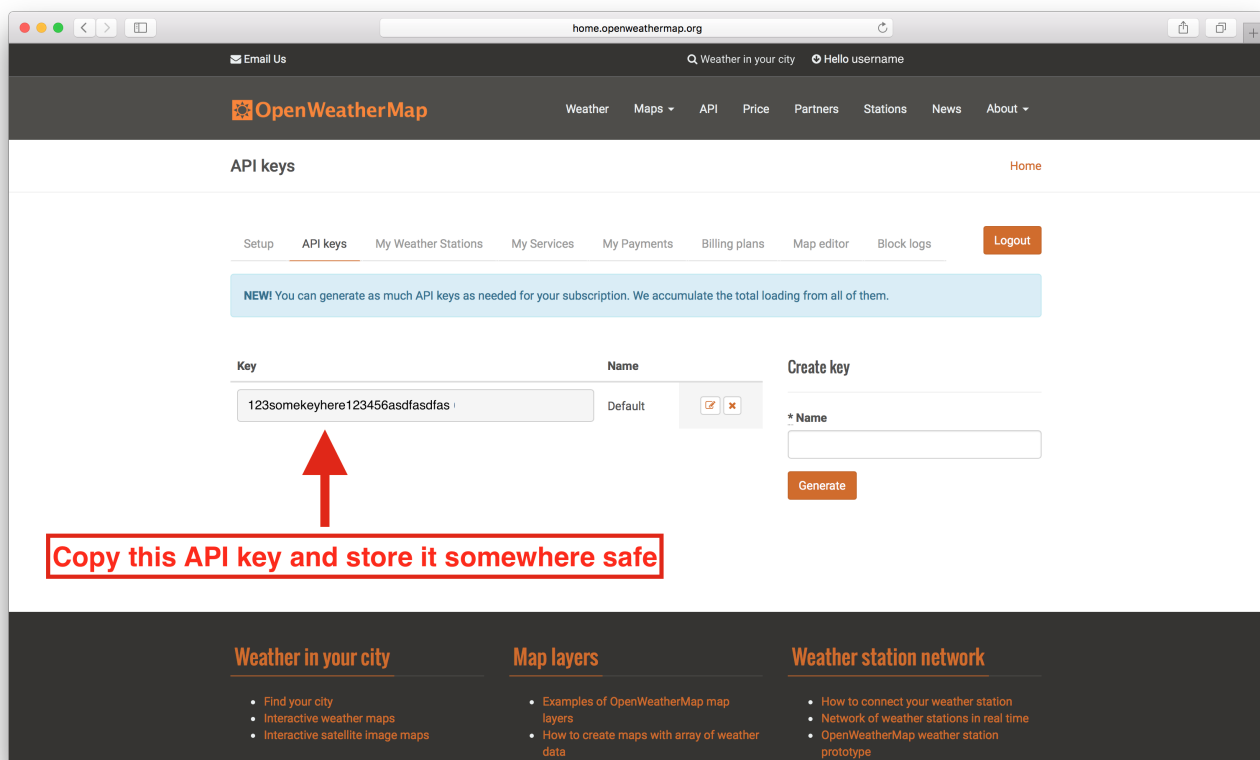 home.openweathermap.org
Email Us
Weather in your city
Hello username
OpenWeatherMap
Weather Maps API Price Partners Stations News About
API keys
Home
Setup API keys My Weather Stations My Services My Payments Billing plans Map editor Block logs
Logout
NEW! You can generate as much API keys as needed for your subscription. We accumulate the total loading from all of them.
Key Name
123somekeyhere123456asdfasdfas
Default
Create key
* Name
Generate
Copy this API key and store it somewhere safe
Weather in your city
Find your city
Interactive weather maps
Interactive satellite image maps
Map layers
Examples of OpenWeatherMap map
layers
How to create maps with array of weather
data
Weather station network
How to connect your weather station
Network of weather stations in real time
OpenWeatherMap weather station
prototype